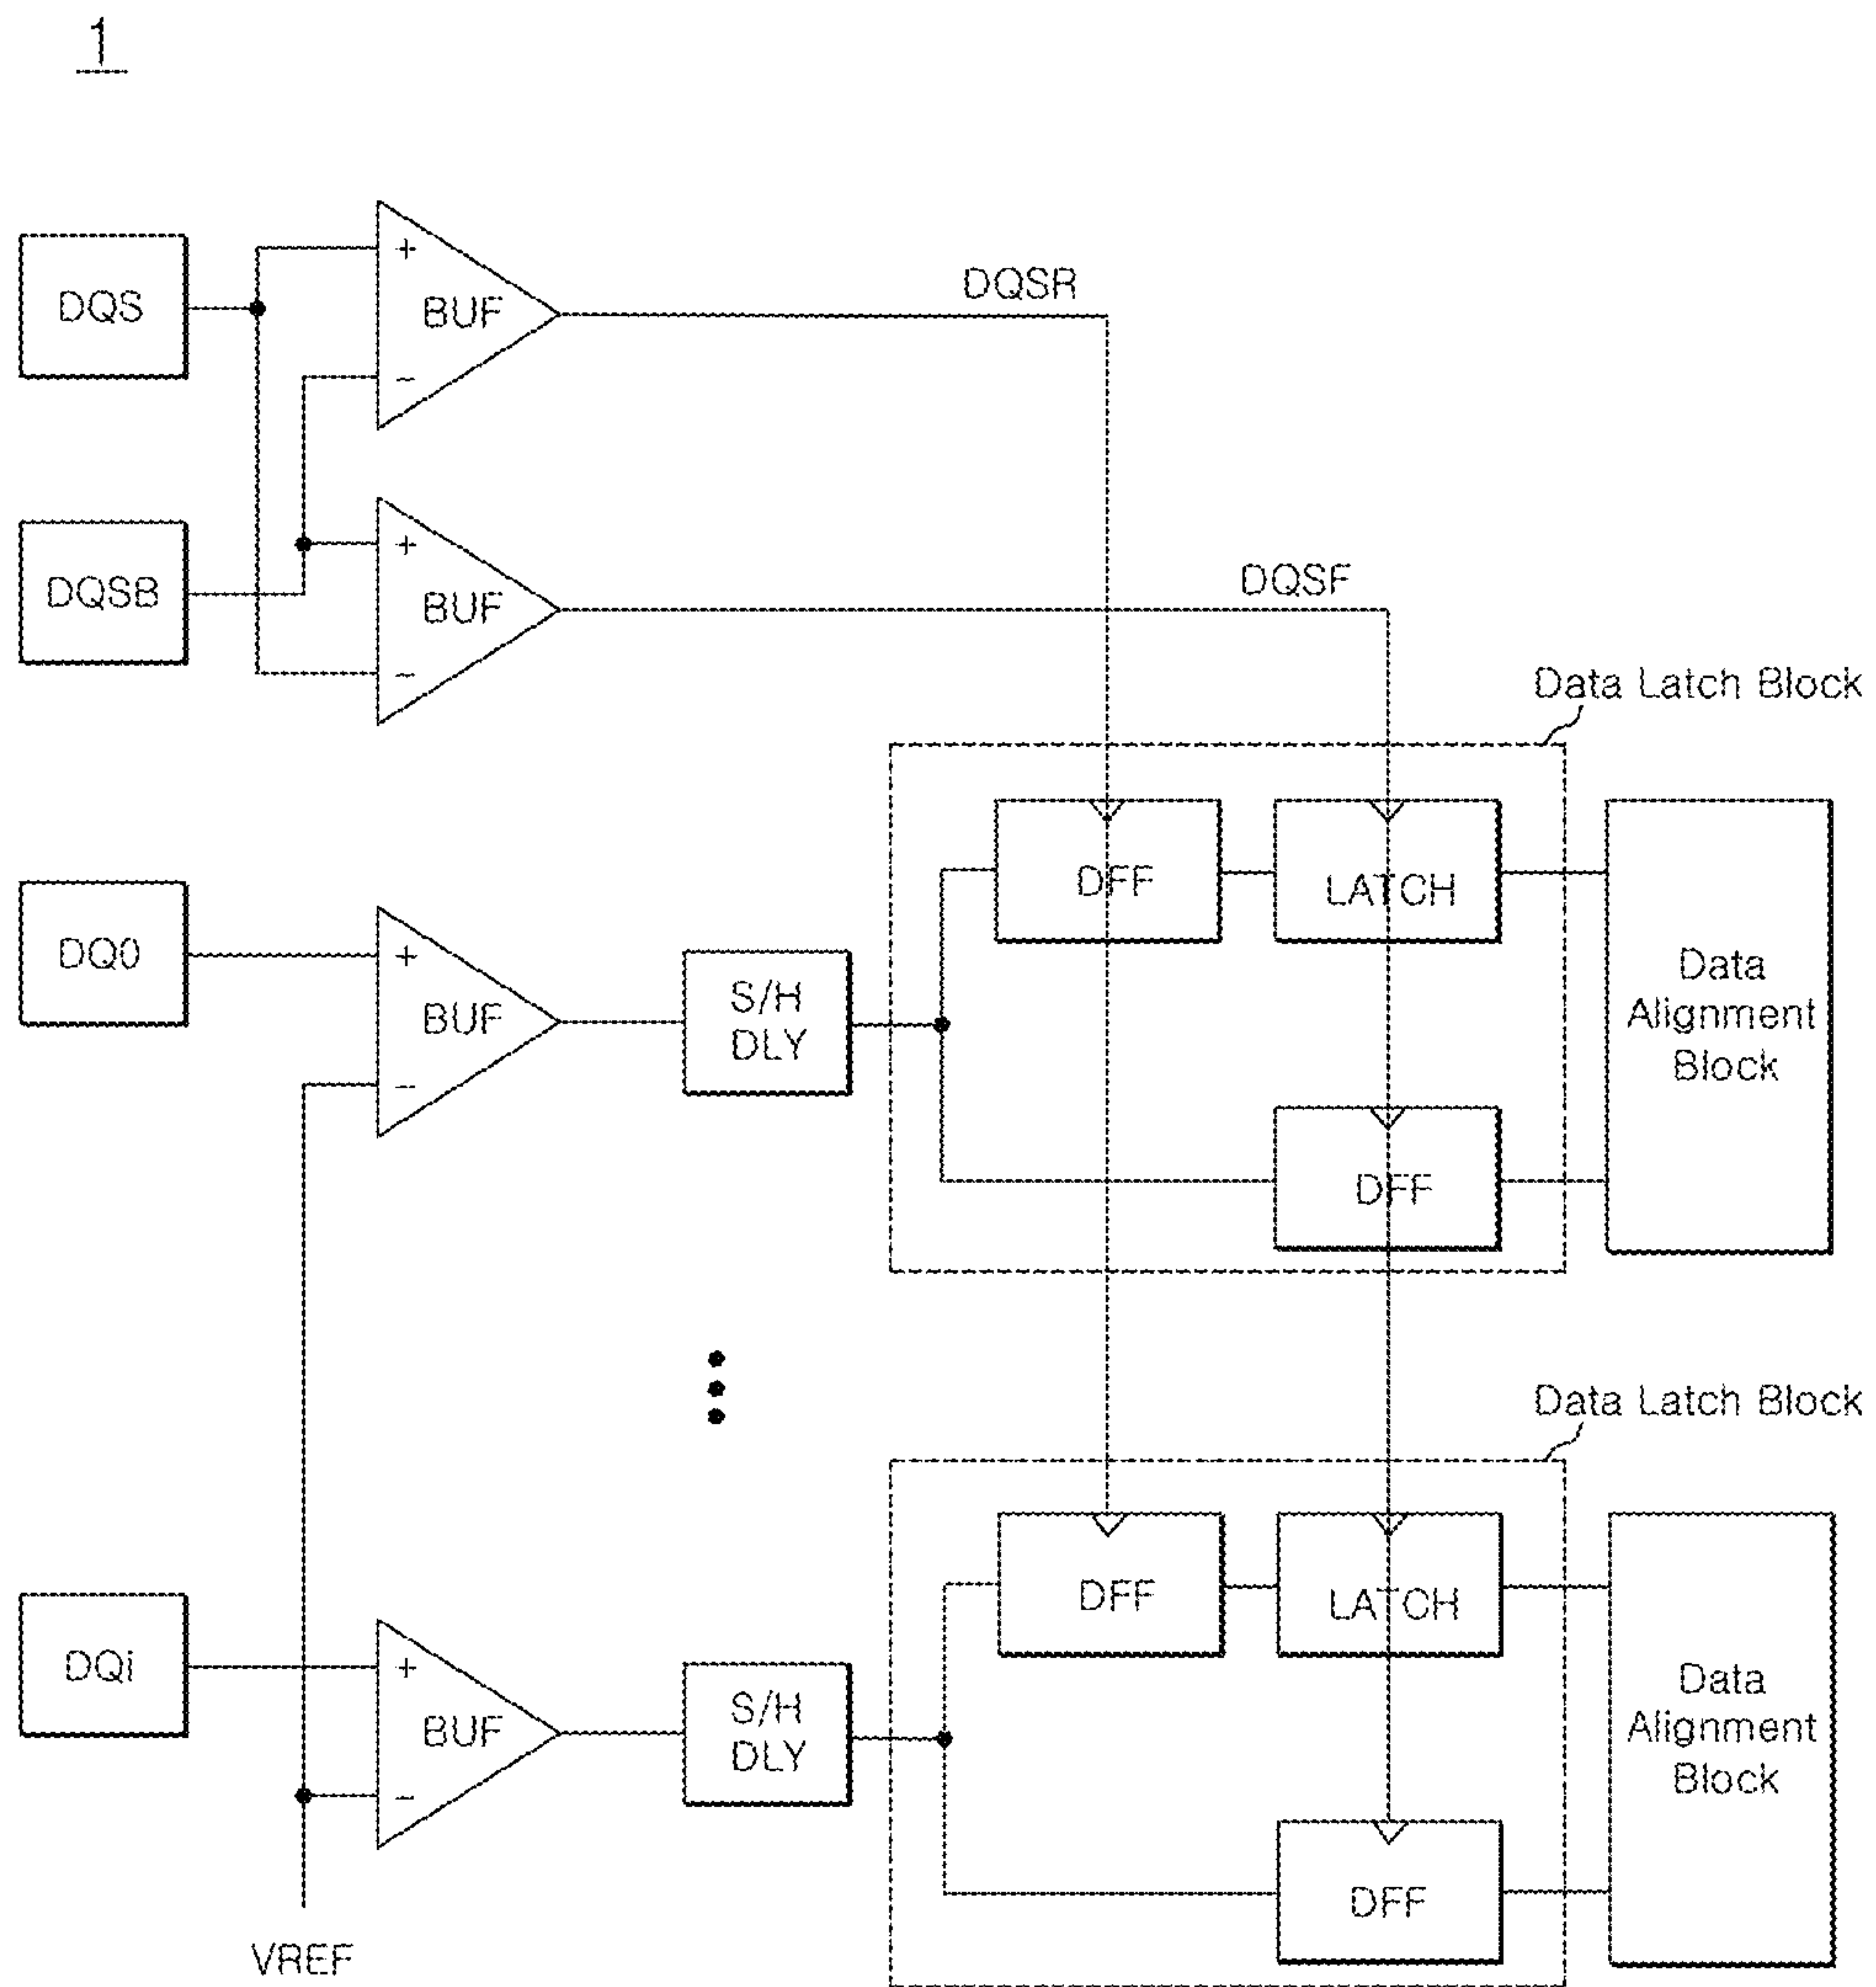 1
DQS
+
BUF
−
DQSR
DQSB
+
BUF
−
DQSF
Data Latch Block
DQ0
+
BUF
−
S/H
DLY
DFF
LATCH
DFF
Data
Alignment
Block
Data Latch Block
DQi
+
BUF
−
S/H
DLY
DFF
LATCH
DFF
Data
Alignment
Block
VREF